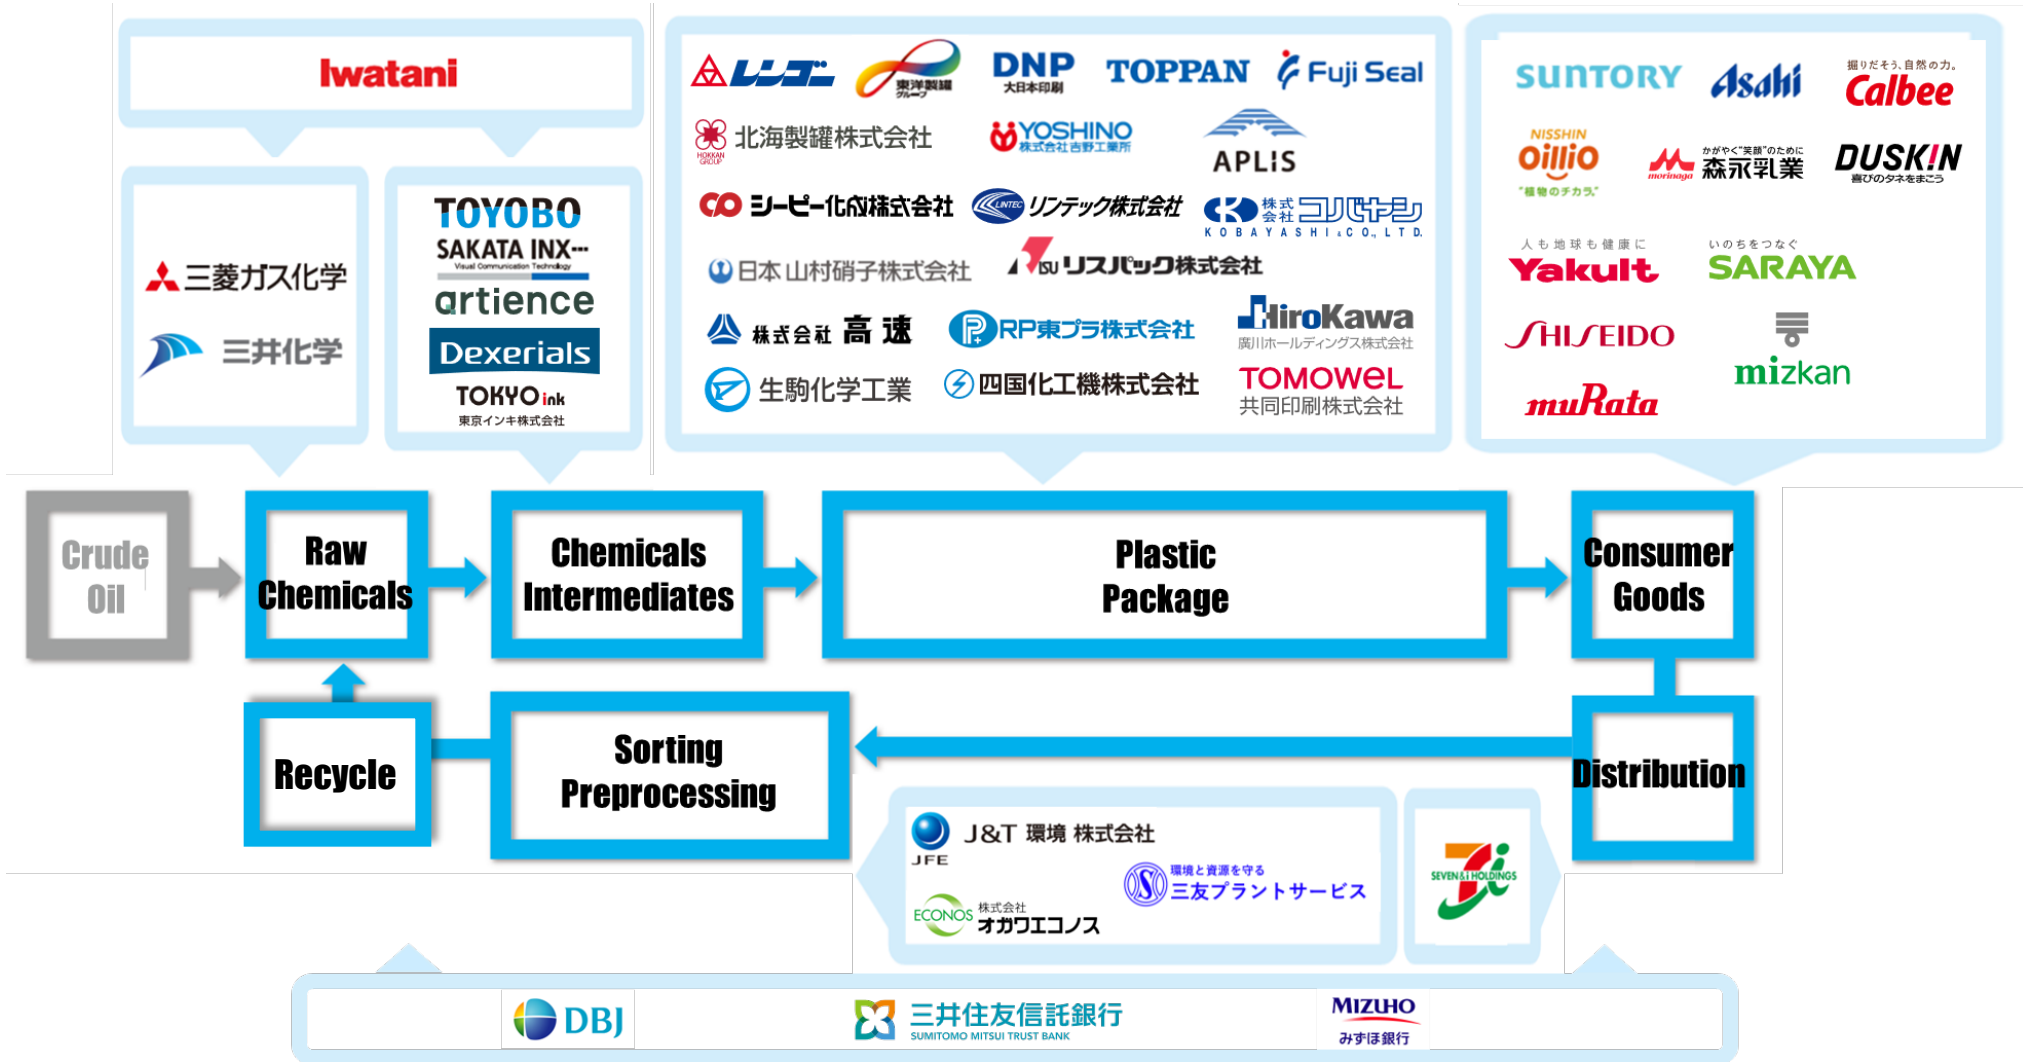 Iwatani
三菱ガス化学
三井化学
TOYOBO
SAKATA INX
Visual Communication Technology
artience
Dexerials
TOKYO ink
東京インキ株式会社
レンゴー
東洋製罐
グループ
DNP
大日本印刷
TOPPAN
Fuji Seal
HOKKAN
GROUP
北海製罐株式会社
YOSHINO
株式会社吉野工業所
APLIS
シーピー化成株式会社
LINTEC
リンテック株式会社
株式
会社
コバヤシ
KOBAYASHI & CO., LTD.
日本山村硝子株式会社
RISU リスパック株式会社
株式会社 高速
RP東プラ株式会社
HiroKawa
廣川ホールディングス株式会社
生駒化学工業
四国化工機株式会社
TOMOWEL
共同印刷株式会社
SUNTORY
Asahi
掘りだそう、自然の力。
Calbee
NISSHIN
OilliO
“植物のチカラ”
morinaga
かがやく“笑顔”のために
森永乳業
DUSKIN
喜びのタネをまこう
人も地球も健康に
Yakult
いのちをつなぐ
SARAYA
SHISEIDO
mizkan
muRata
Crude
Oil
Raw
Chemicals
Chemicals
Intermediates
Plastic
Package
Consumer
Goods
Recycle
Sorting
Preprocessing
Distribution
JFE
J&T 環境 株式会社
環境と資源を守る
三友プラントサービス
ECONOS
株式会社
オガワエコノス
SEVEN & i HOLDINGS
DBJ
三井住友信託銀行
SUMITOMO MITSUI TRUST BANK
MIZUHO
みずほ銀行